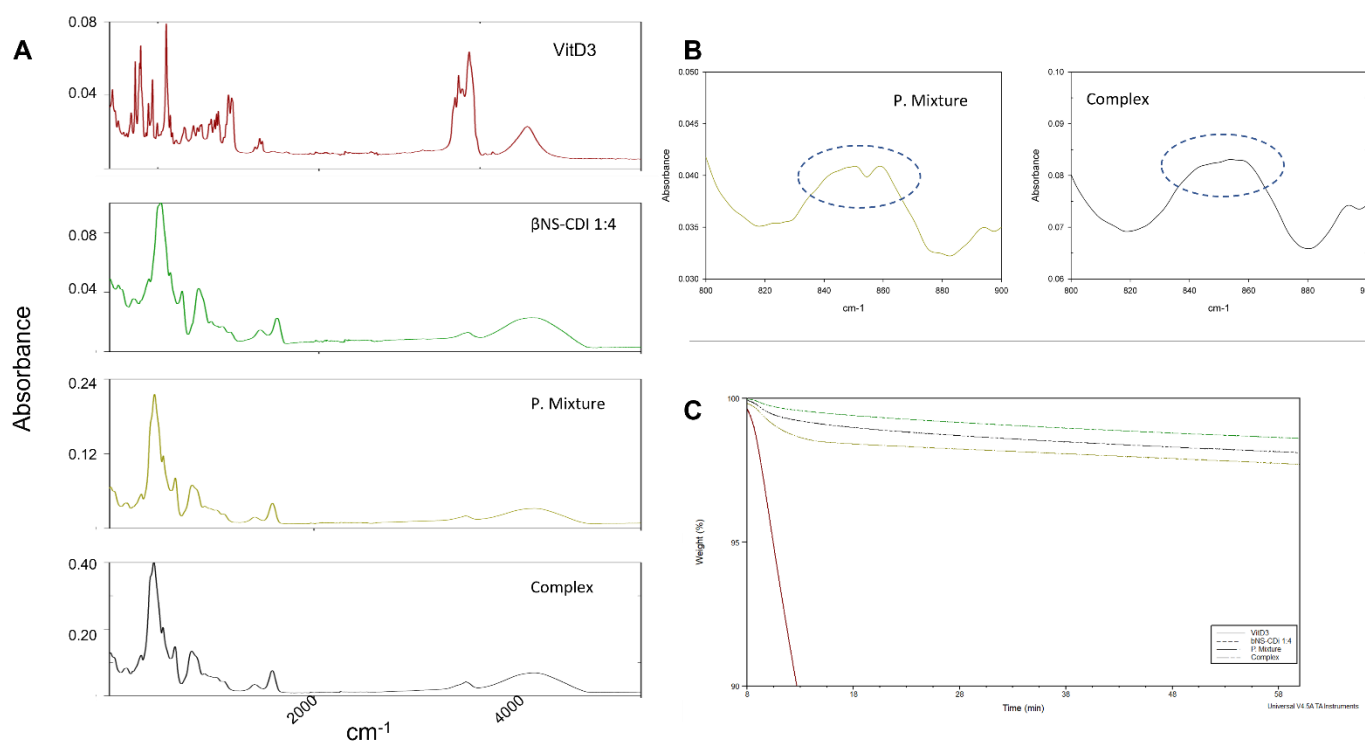 A
0.08
0.04
VitD3
0.08
0.04
βNS-CDI 1:4
0.24
0.12
P. Mixture
0.40
0.20
Complex
2000
4000
cm-1
Absorbance
B
0.050
0.045
0.040
0.035
0.030
P. Mixture
Absorbance
800
820
840
860
880
900
cm-1
0.10
0.09
0.08
0.07
0.06
Complex
Absorbance
800
820
840
860
880
cm-1
C
100
95
90
Weight (%)
8
18
28
38
48
58
Time (min)
VitD3
bNS-CDi 1:4
P. Mixture
Complex
Universal V4.5A TA Instruments